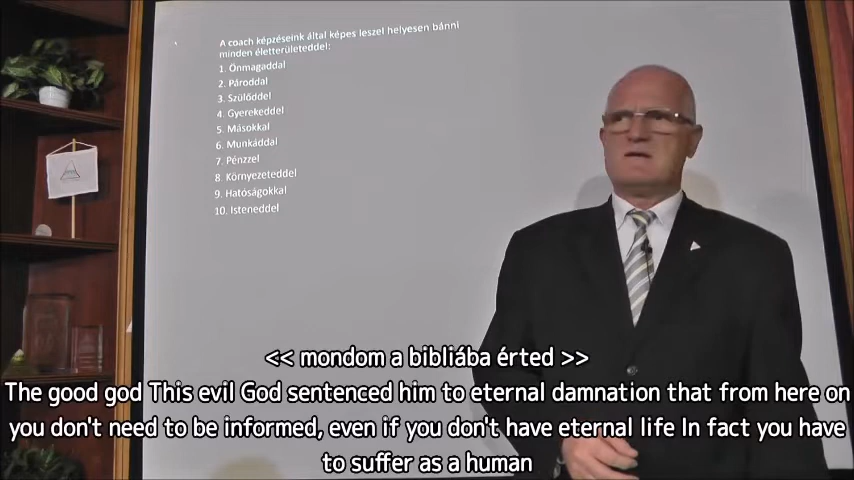 A coach képzéseink által képes leszel helyesen bánni
minden életterületeddel:
1. Önmagaddal
2. Pároddal
3. Szülőddel
4. Gyerekeddel
5. Másokkal
6. Munkáddal
7. Pénzzel
8. Környezeteddel
9. Hatóságokkal
10. Isteneddel
<< mondom a bibliába érted >>
The good god This evil God sentenced him to eternal damnation that from here on
you don't need to be informed, even if you don't have eternal life In fact you have
to suffer as a human